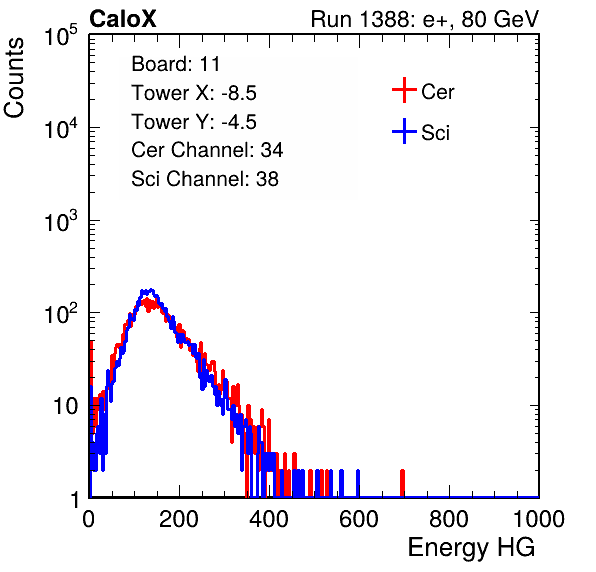 CaloX Run 1388: e+, 80 GeV
Board: 11
Tower X: -8.5
Tower Y: -4.5
Cer Channel: 34
Sci Channel: 38
Cer
Sci
Counts
10^5
10^4
10^3
10^2
10
1
0 200 400 600 800 1000
Energy HG